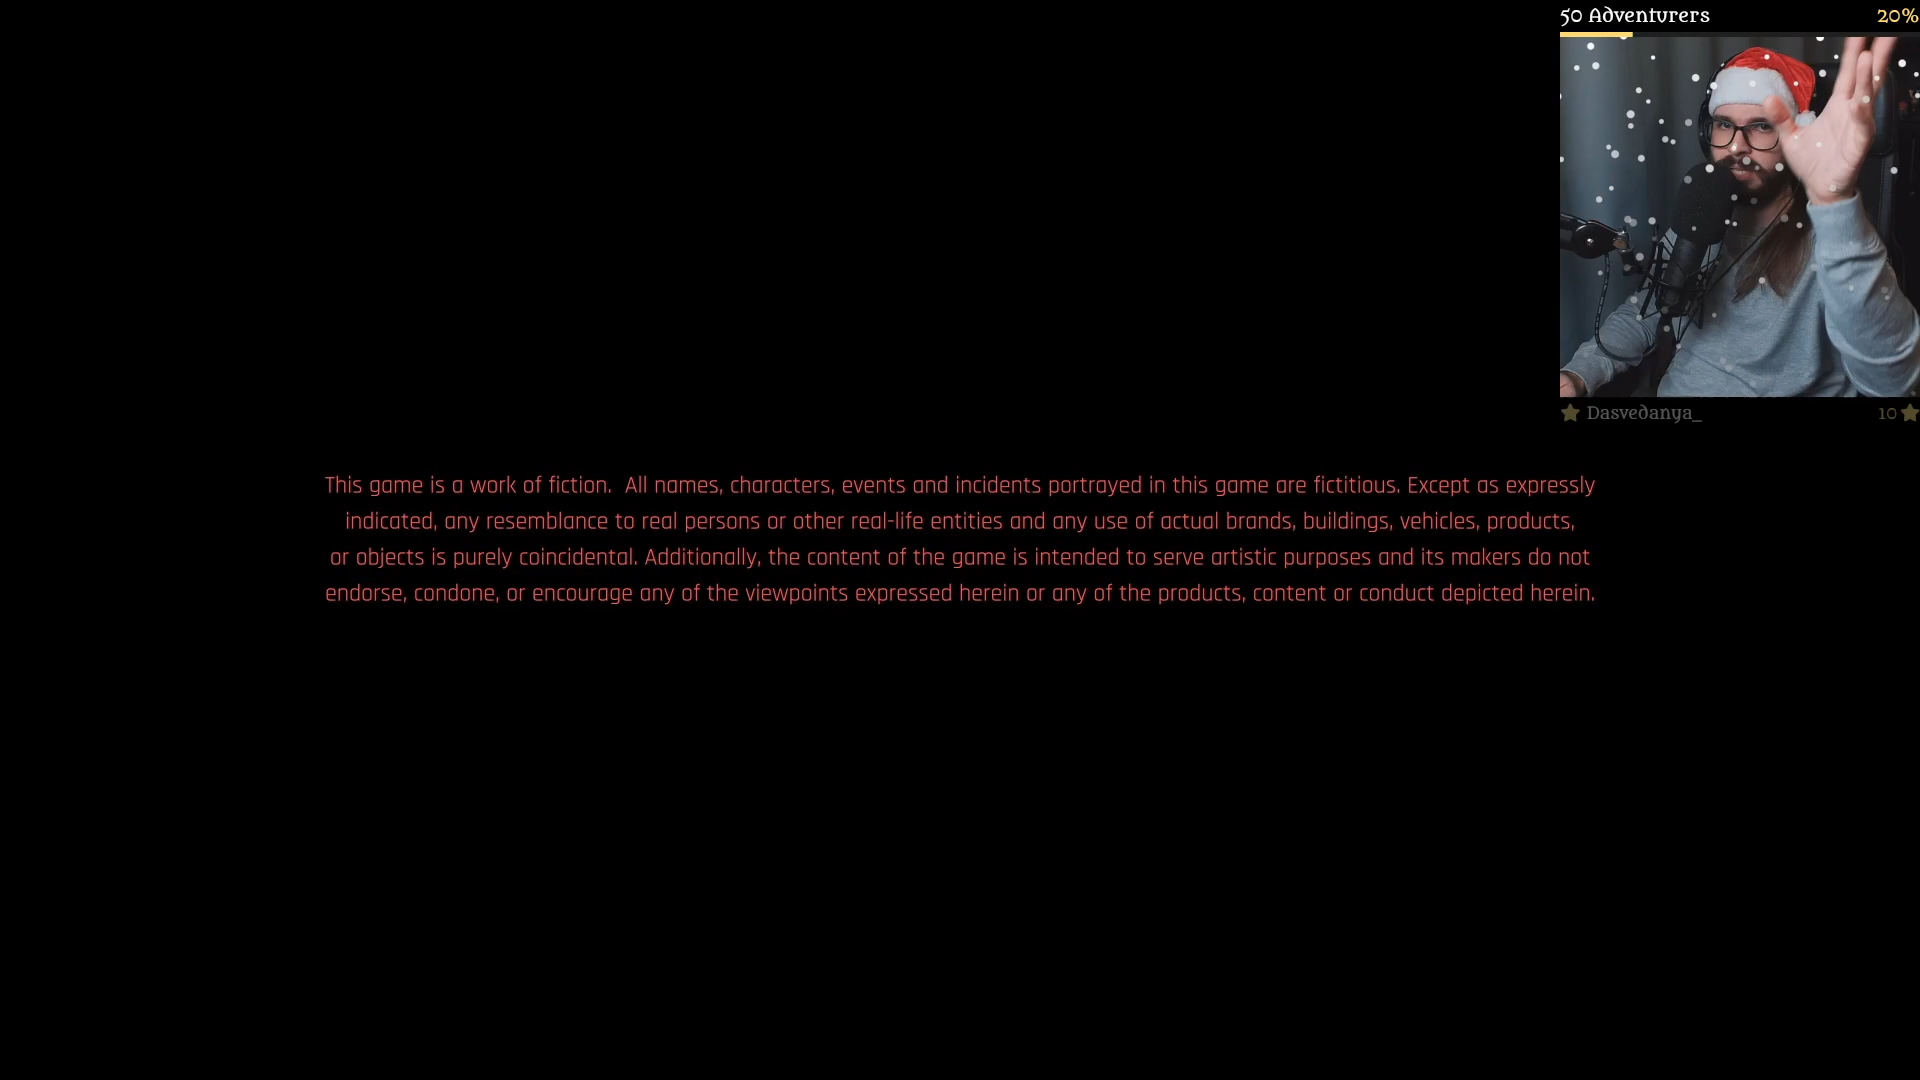 50 Adventurers 20%
Dasvedanya_ 10
This game is a work of fiction.  All names, characters, events and incidents portrayed in this game are fictitious. Except as expressly
indicated, any resemblance to real persons or other real-life entities and any use of actual brands, buildings, vehicles, products,
or objects is purely coincidental. Additionally, the content of the game is intended to serve artistic purposes and its makers do not
endorse, condone, or encourage any of the viewpoints expressed herein or any of the products, content or conduct depicted herein.